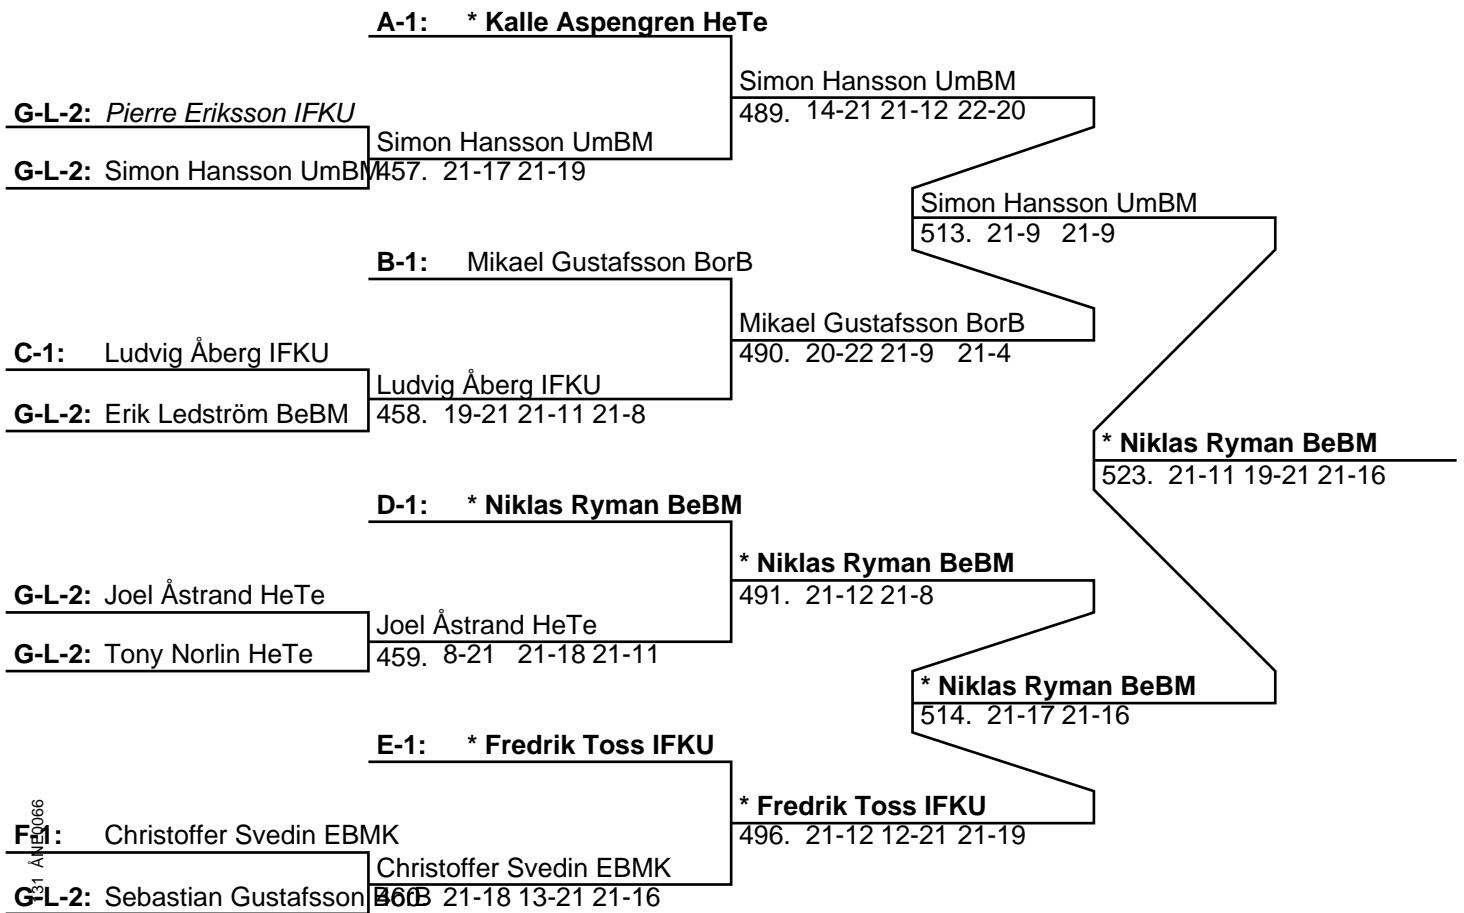 A-1: * Kalle Aspengren HeTe
Simon Hansson UmBM
489. 14-21 21-12 22-20
G-L-2: Pierre Eriksson IFKU
Simon Hansson UmBM
G-L-2: Simon Hansson UmBM
457. 21-17 21-19
Simon Hansson UmBM
513. 21-9 21-9
B-1: Mikael Gustafsson BorB
Mikael Gustafsson BorB
490. 20-22 21-9 21-4
C-1: Ludvig Åberg IFKU
Ludvig Åberg IFKU
G-L-2: Erik Ledström BeBM
458. 19-21 21-11 21-8
* Niklas Ryman BeBM
523. 21-11 19-21 21-16
D-1: * Niklas Ryman BeBM
* Niklas Ryman BeBM
491. 21-12 21-8
G-L-2: Joel Åstrand HeTe
Joel Åstrand HeTe
G-L-2: Tony Norlin HeTe
459. 8-21 21-18 21-11
* Niklas Ryman BeBM
514. 21-17 21-16
E-1: * Fredrik Toss IFKU
* Fredrik Toss IFKU
496. 21-12 12-21 21-19
F-1: Christoffer Svedin EBMK
Christoffer Svedin EBMK
G-L-2: Sebastian Gustafsson BorB
460. 21-18 13-21 21-16
131 ÅNE0066